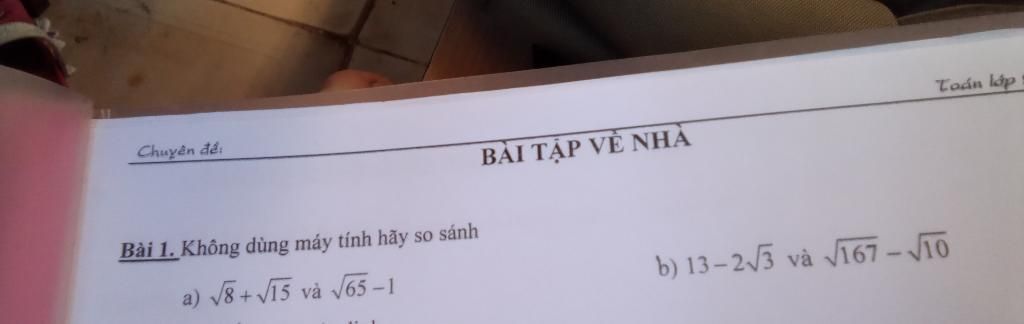 Toán lớp
Chuyên đề:
BÀI TẬP VỀ NHÀ
Bài 1. Không dùng máy tính hãy so sánh
a) √8 + √15 và √65 − 1 b) 13 − 2√3 và √167 − √10